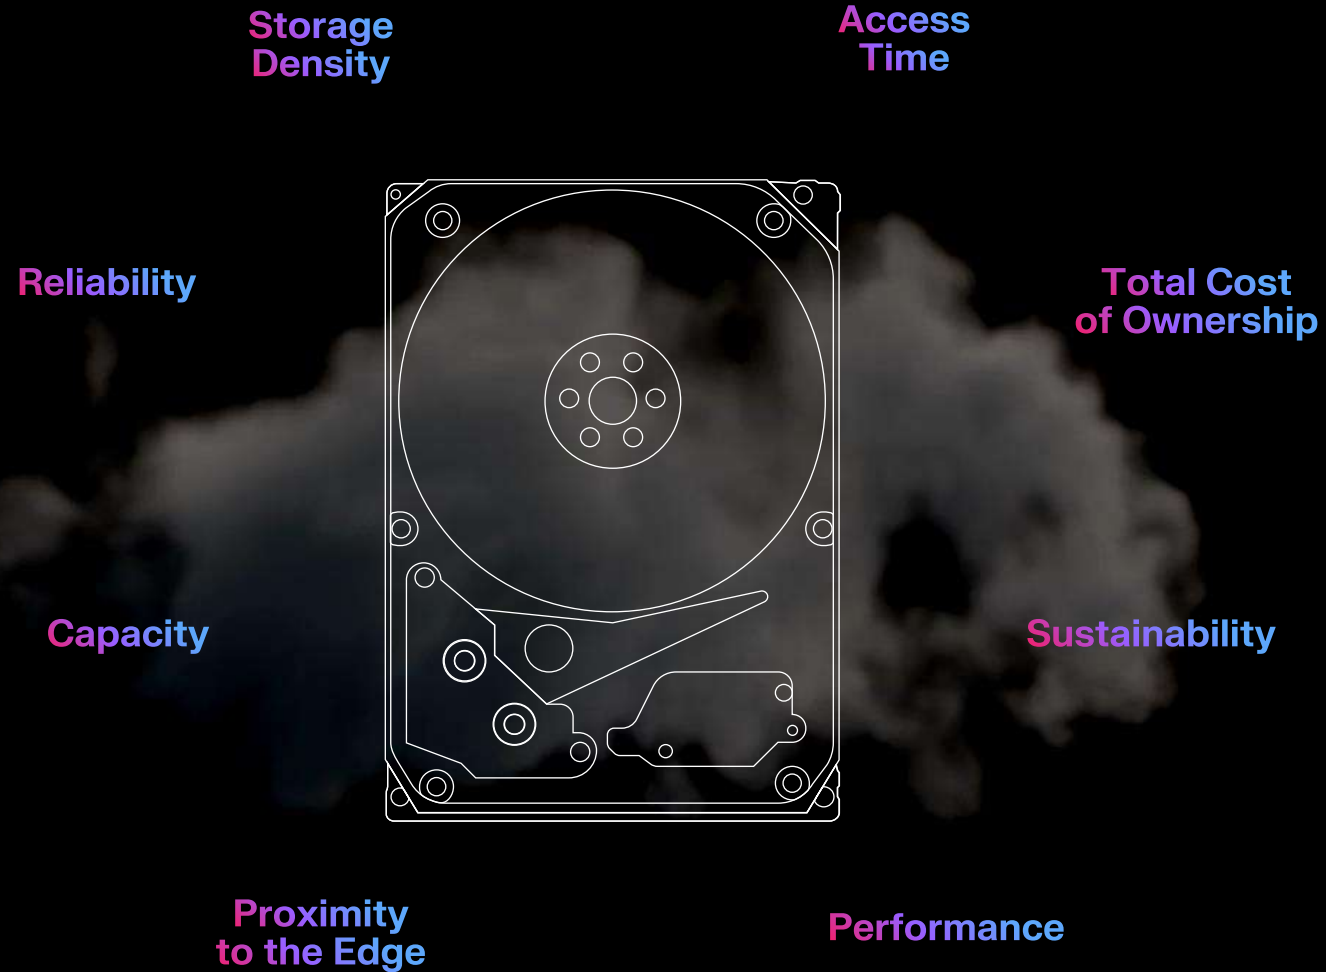 Storage
Density
Access
Time
Reliability
Total Cost
of Ownership
Capacity
Sustainability
Proximity
to the Edge
Performance